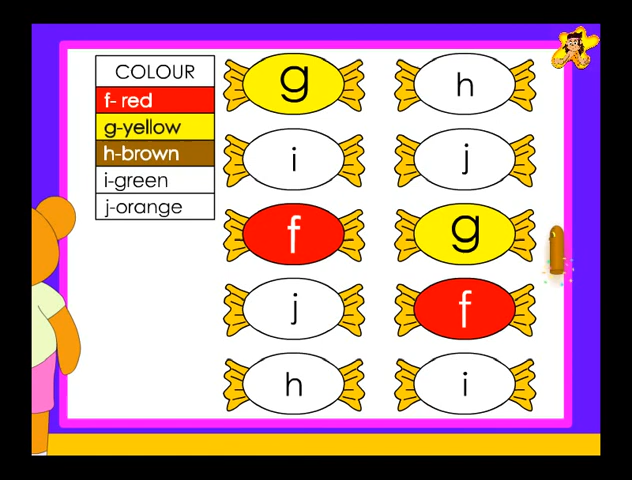 COLOUR
f- red
g-yellow
h-brown
i-green
j-orange
g h
i j
f g
j f
h i